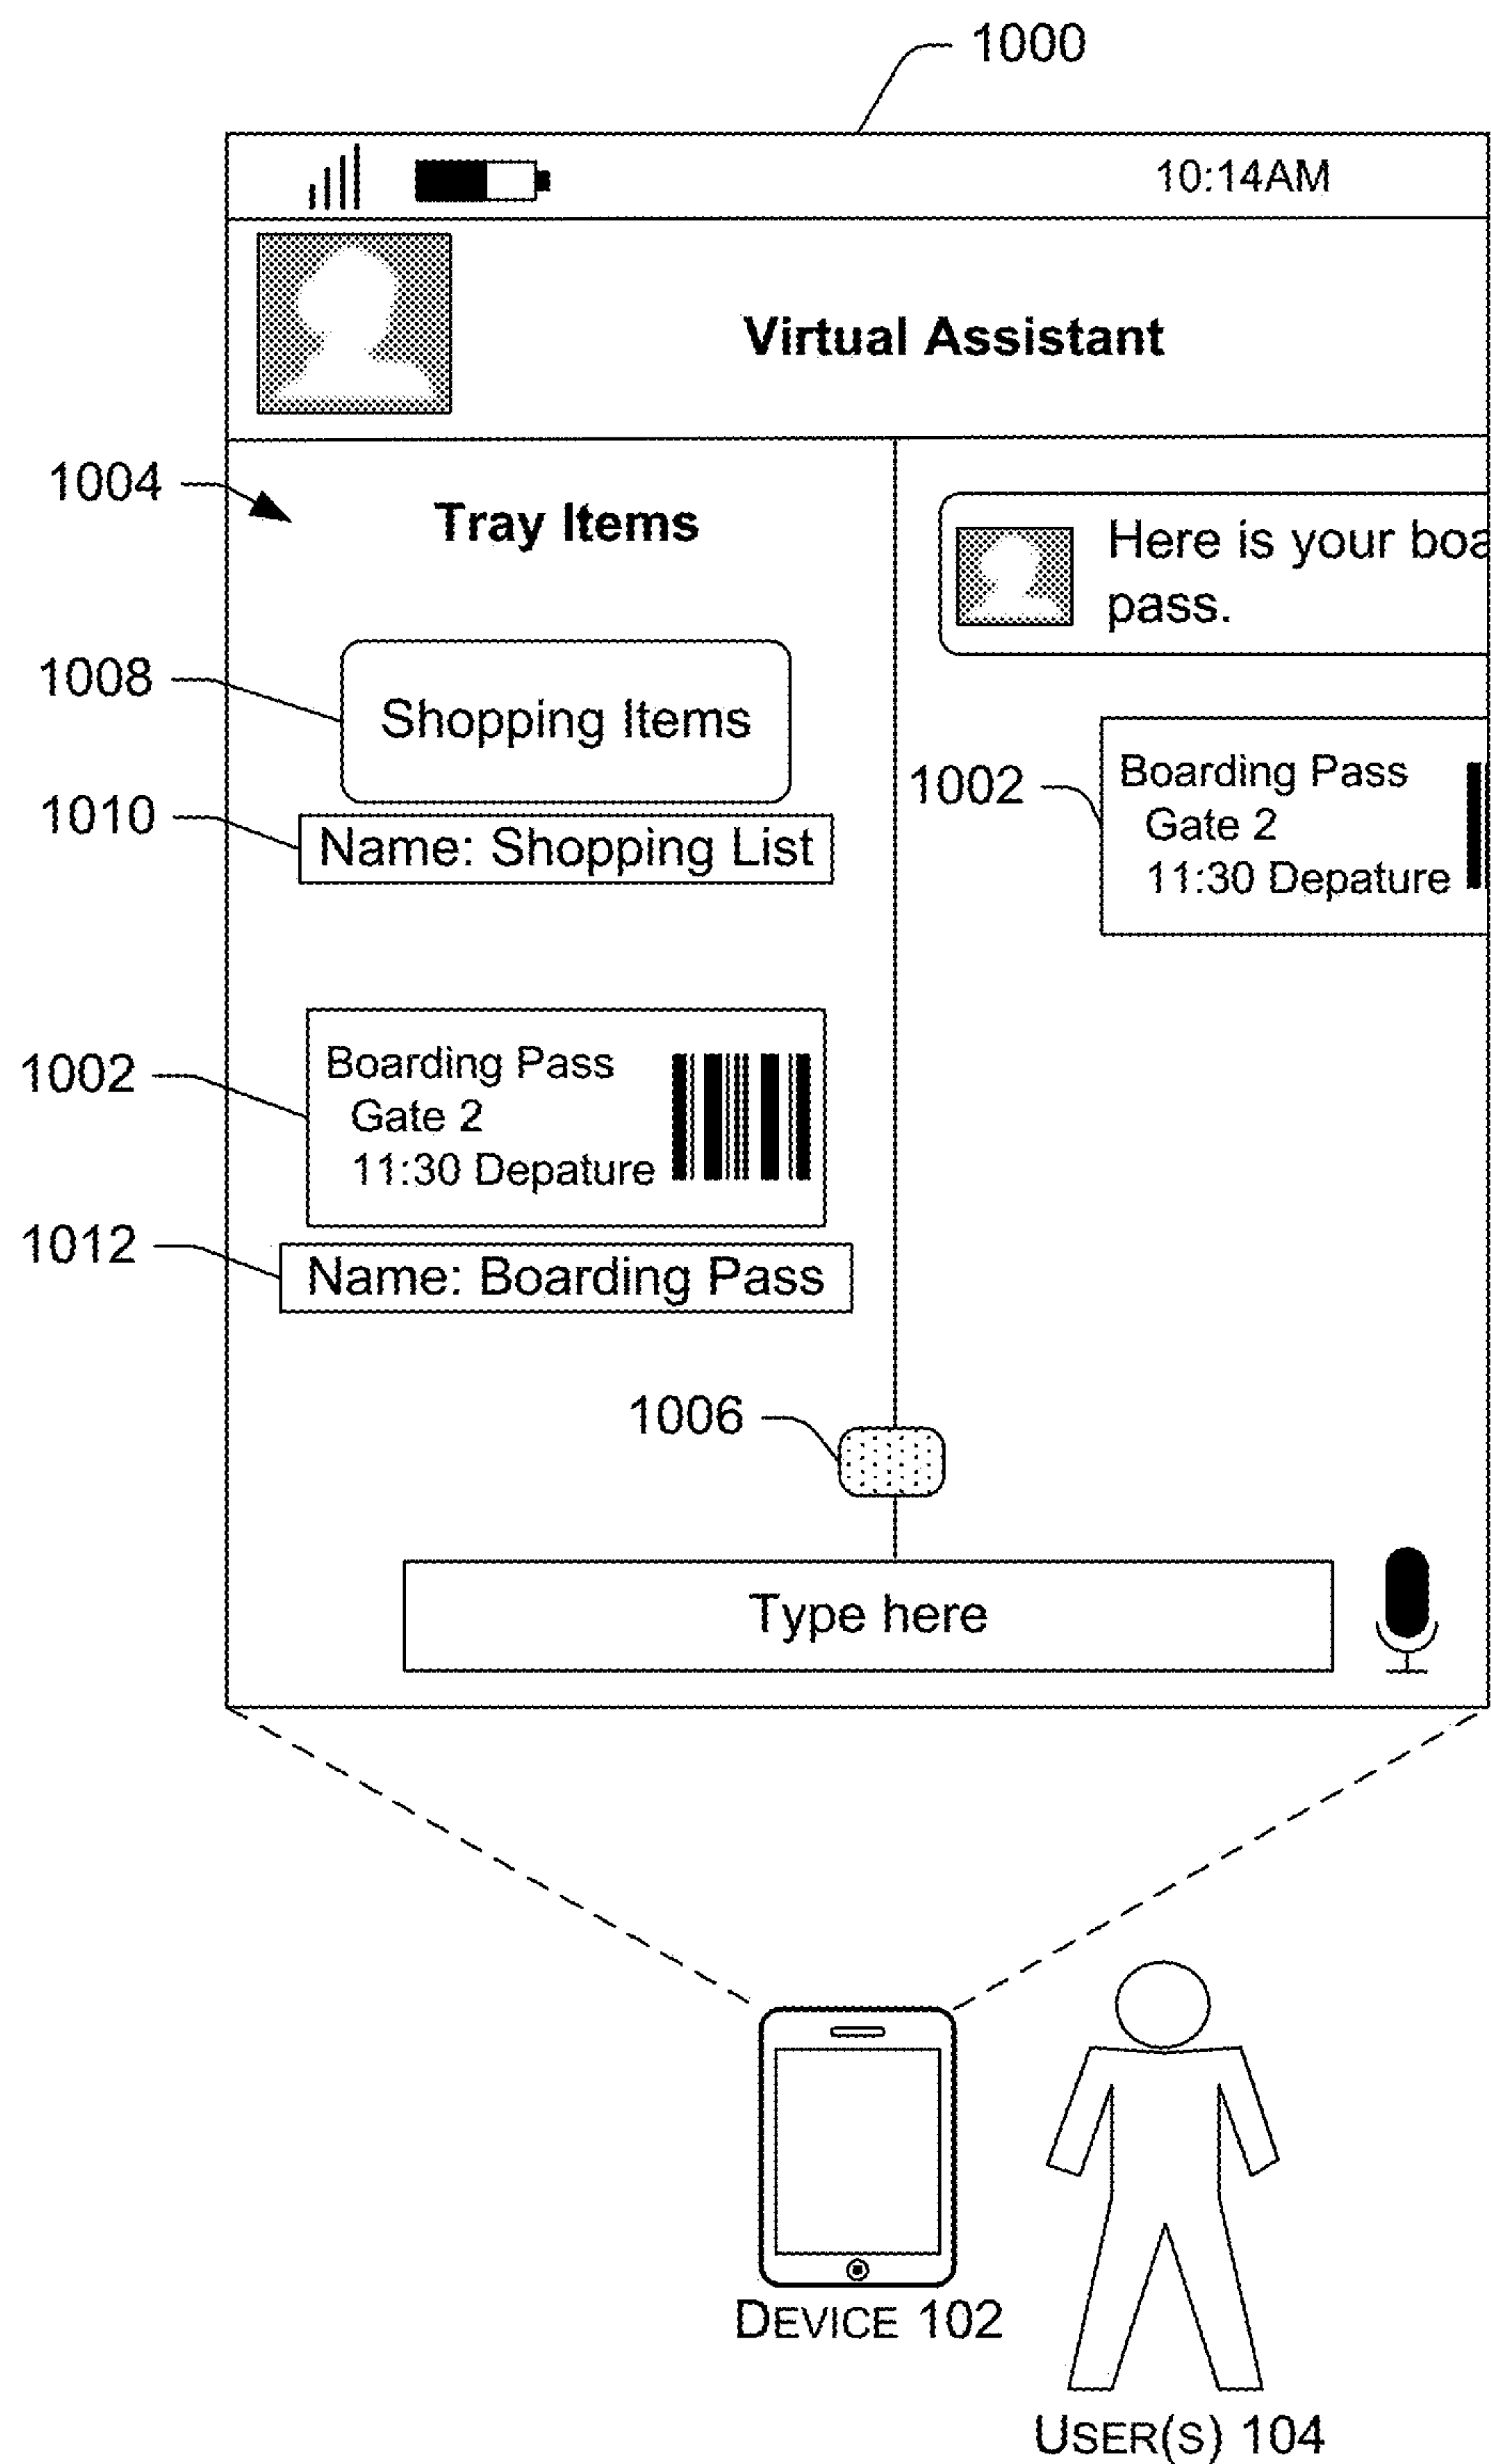 1000
10:14AM
Virtual Assistant
1004
Tray Items
1008
Shopping Items
1010
Name: Shopping List
1002
Boarding Pass
Gate 2
11:30 Depature
1012
Name: Boarding Pass
Here is your boa
pass.
1002
Boarding Pass
Gate 2
11:30 Depature
1006
Type here
DEVICE 102
USER(S) 104